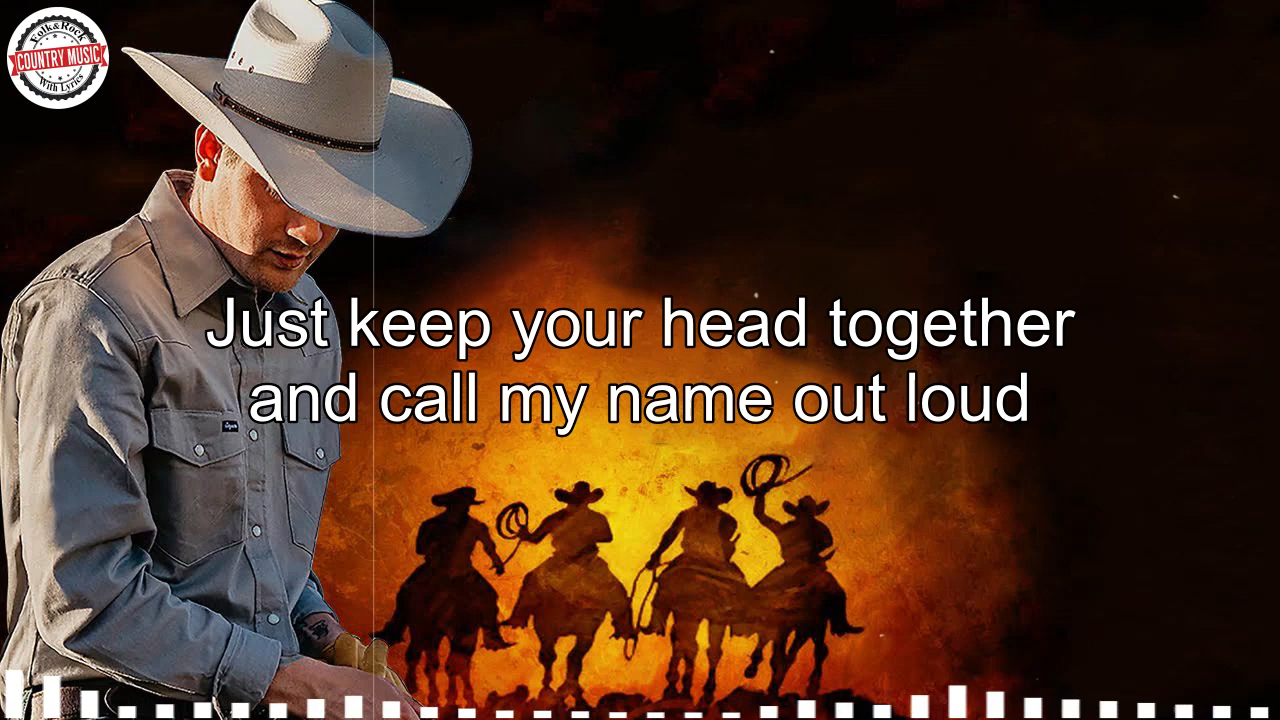 Folk&Rock
COUNTRY MUSIC
With Lyrics
Just keep your head together
and call my name out loud